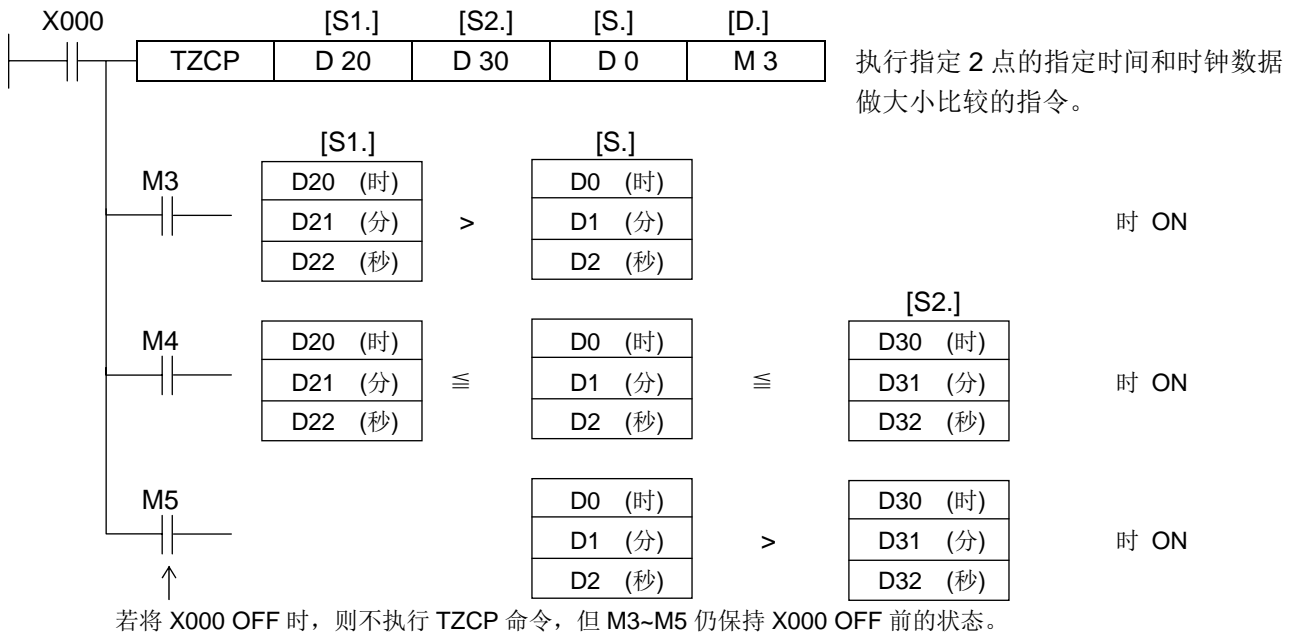 X000 [S1.] [S2.] [S.] [D.]
TZCP D 20 D 30 D 0 M 3
执行指定 2 点的指定时间和时钟数据
做大小比较的指令。
[S1.] [S.]
M3 D20 (时) D0 (时)
D21 (分) > D1 (分) 时 ON
D22 (秒) D2 (秒)
[S2.]
M4 D20 (时) D0 (时) D30 (时)
D21 (分) ≦ D1 (分) ≦ D31 (分) 时 ON
D22 (秒) D2 (秒) D32 (秒)
M5 D0 (时) D30 (时)
D1 (分) > D31 (分) 时 ON
D2 (秒) D32 (秒)
若将 X000 OFF 时，则不执行 TZCP 命令，但 M3~M5 仍保持 X000 OFF 前的状态。